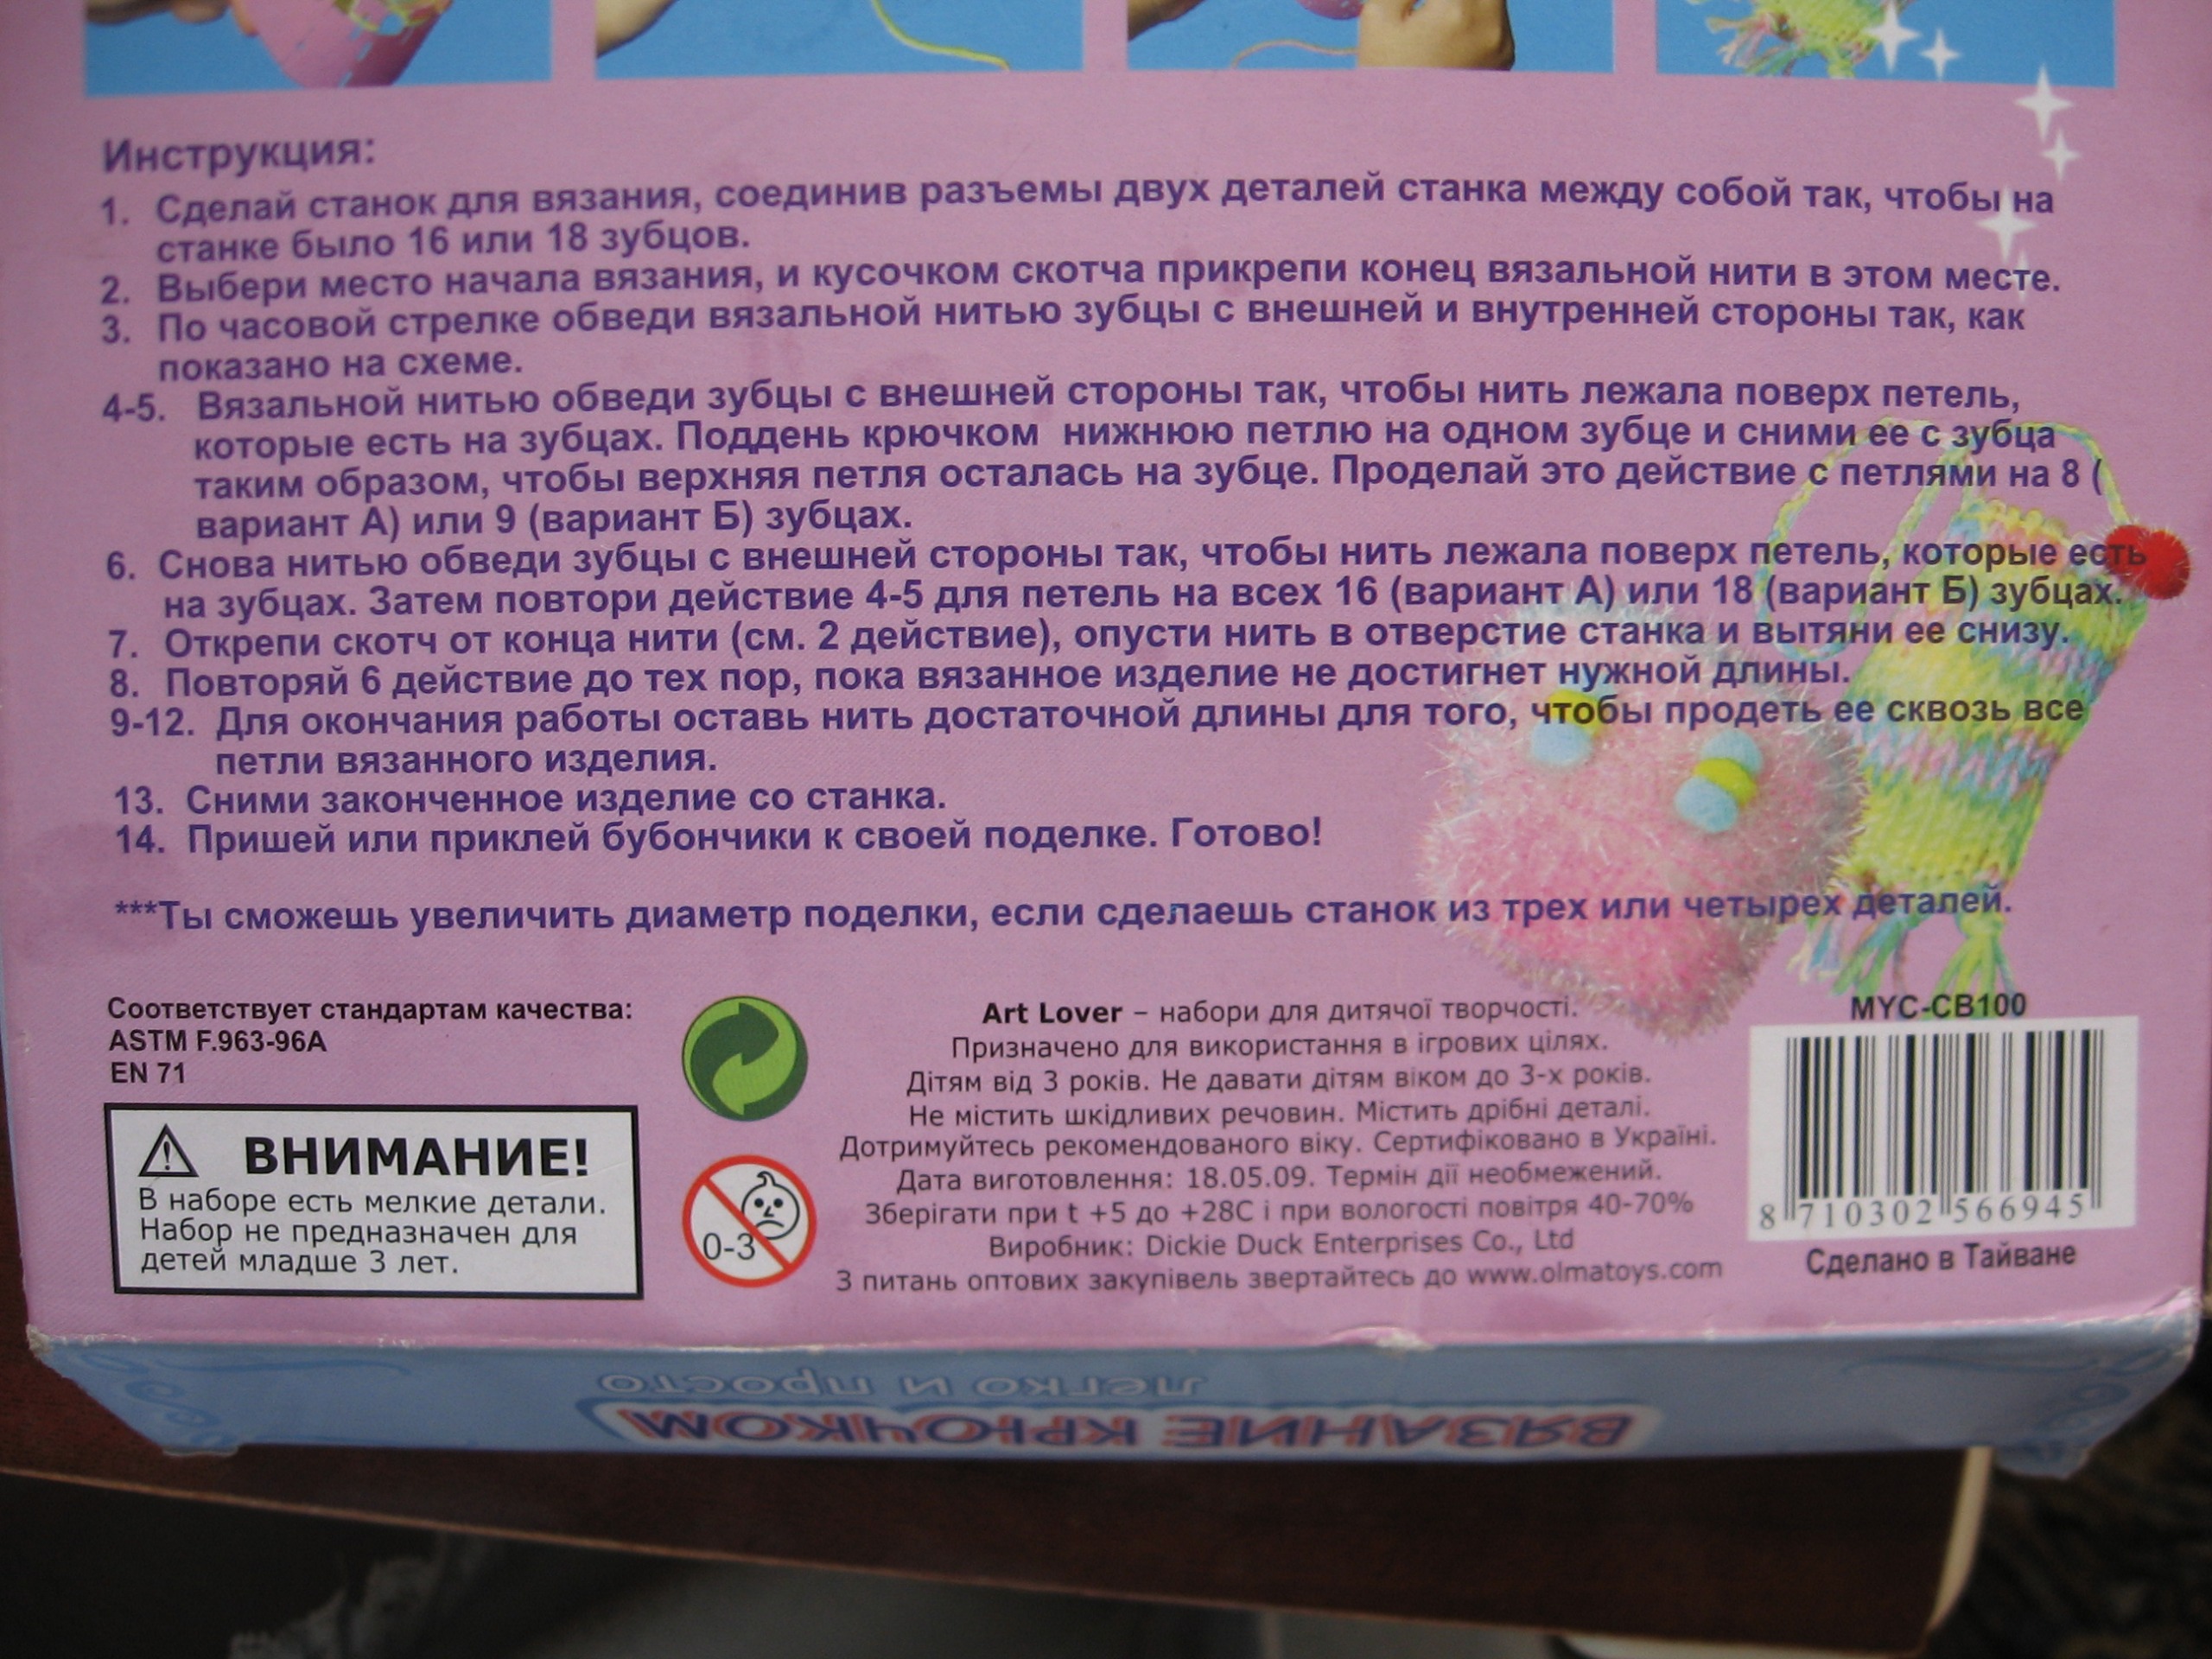 Инструкция:
1. Сделай станок для вязания, соединив разъемы двух деталей станка между собой так, чтобы на
станке было 16 или 18 зубцов.
2. Выбери место начала вязания, и кусочком скотча прикрепи конец вязальной нити в этом месте.
3. По часовой стрелке обведи вязальной нитью зубцы с внешней и внутренней стороны так, как
показано на схеме.
4-5. Вязальной нитью обведи зубцы с внешней стороны так, чтобы нить лежала поверх петель,
которые есть на зубцах. Поддень крючком нижнюю петлю на одном зубце и сними ее с зубца
таким образом, чтобы верхняя петля осталась на зубце. Проделай это действие с петлями на 8 (
вариант А) или 9 (вариант Б) зубцах.
6. Снова нитью обведи зубцы с внешней стороны так, чтобы нить лежала поверх петель, которые есть
на зубцах. Затем повтори действие 4-5 для петель на всех 16 (вариант А) или 18 (вариант Б) зубцах.
7. Открепи скотч от конца нити (см. 2 действие), опусти нить в отверстие станка и вытяни ее снизу.
8. Повторяй 6 действие до тех пор, пока вязанное изделие не достигнет нужной длины.
9-12. Для окончания работы оставь нить достаточной длины для того, чтобы продеть ее сквозь все
петли вязанного изделия.
13. Сними законченное изделие со станка.
14. Пришей или приклей бубончики к своей поделке. Готово!
***Ты сможешь увеличить диаметр поделки, если сделаешь станок из трех или четырех деталей.
Соответствует стандартам качества:
ASTM F.963-96A
EN 71
ВНИМАНИЕ!
В наборе есть мелкие детали.
Набор не предназначен для
детей младше 3 лет.
0-3
Art Lover – набори для дитячої творчості.
Призначено для використання в ігрових цілях.
Дітям від 3 років. Не давати дітям віком до 3-х років.
Не містить шкідливих речовин. Містить дрібні деталі.
Дотримуйтесь рекомендованого віку. Сертифіковано в Україні.
Дата виготовлення: 18.05.09. Термін дії необмежений.
Зберігати при t +5 до +28С і при вологості повітря 40-70%
Виробник: Dickie Duck Enterprises Co., Ltd
З питань оптових закупівель звертайтесь до www.olmatoys.com
MYC-CB100
8 710302 566945
Сделано в Тайване
ВЯЗАНИЕ КРЮЧКОМ
легко и просто